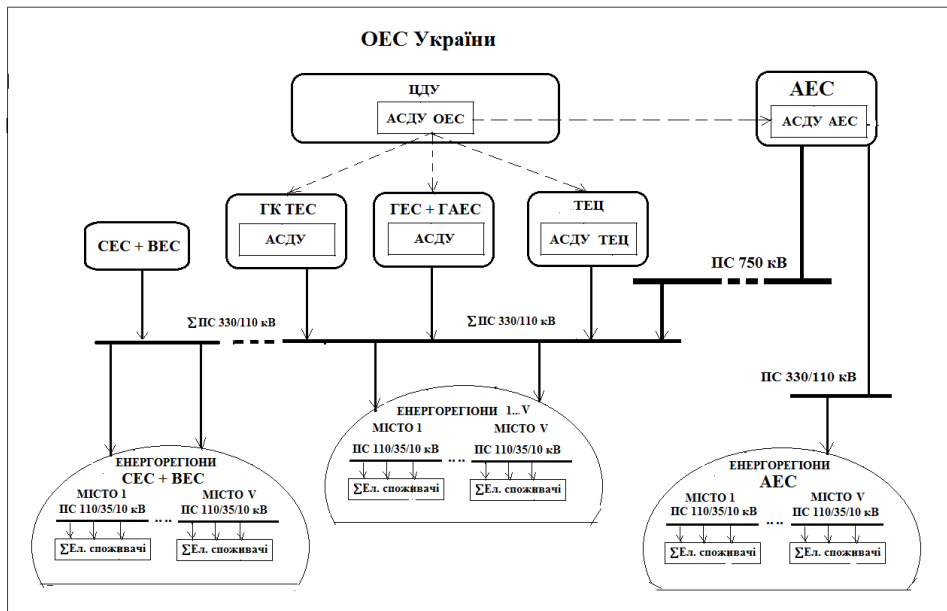 ОЕС України
ЦДУ
АСДУ ОЕС
АЕС
АСДУ АЕС
СЕС + ВЕС
ГК ТЕС
АСДУ
ГЕС + ГАЕС
АСДУ
ТЕЦ
АСДУ ТЕЦ
ПС 750 кВ
∑ ПС 330/110 кВ
∑ ПС 330/110 кВ
ПС 330/110 кВ
ЕНЕРГОРЕГІОНИ
СЕС + ВЕС
МІСТО 1
ПС 110/35/10 кВ
∑Ел. споживачі
.. ..
МІСТО V
ПС 110/35/10 кВ
∑Ел. споживачі
ЕНЕРГОРЕГІОНИ 1... V
МІСТО 1
ПС 110/35/10 кВ
∑Ел. споживачі
.. ..
МІСТО V
ПС 110/35/10 кВ
∑Ел. споживачі
ЕНЕРГОРЕГІОНИ
АЕС
МІСТО 1
ПС 110/35/10 кВ
∑Ел. споживачі
.. ..
МІСТО V
ПС 110/35/10 кВ
∑Ел. споживачі